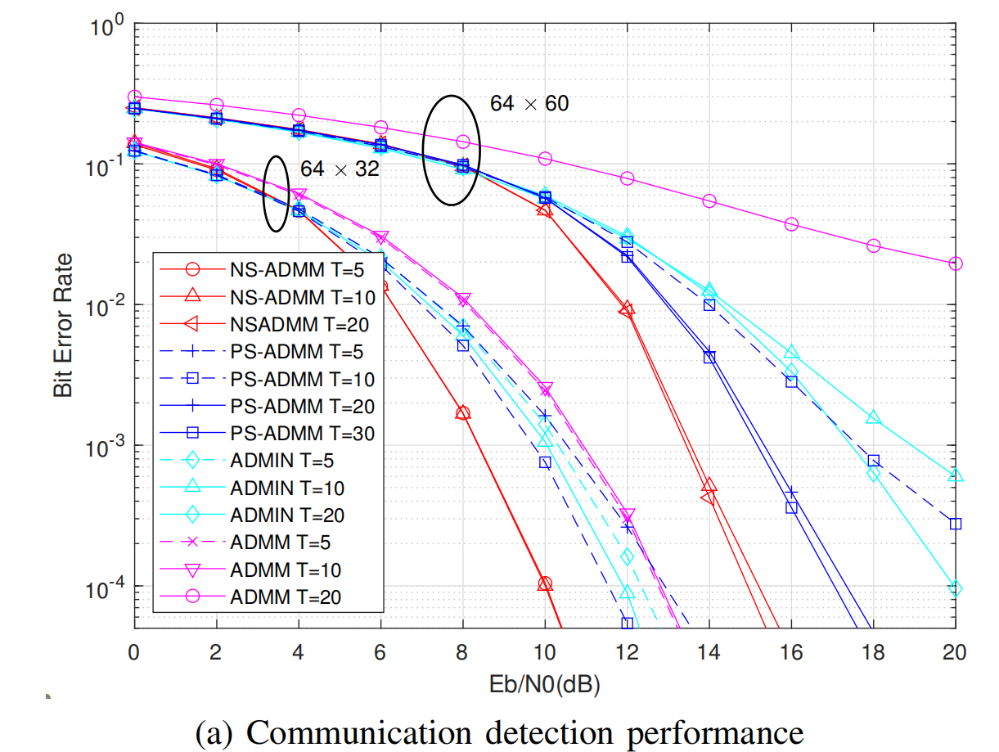 10^0
10^-1
10^-2
10^-3
10^-4
Bit Error Rate
64 × 60
64 × 32
NS-ADMM T=5
NS-ADMM T=10
NSADMM T=20
PS-ADMM T=5
PS-ADMM T=10
PS-ADMM T=20
PS-ADMM T=30
ADMIN T=5
ADMIN T=10
ADMIN T=20
ADMM T=5
ADMM T=10
ADMM T=20
0 2 4 6 8 10 12 14 16 18 20
Eb/N0(dB)
(a) Communication detection performance